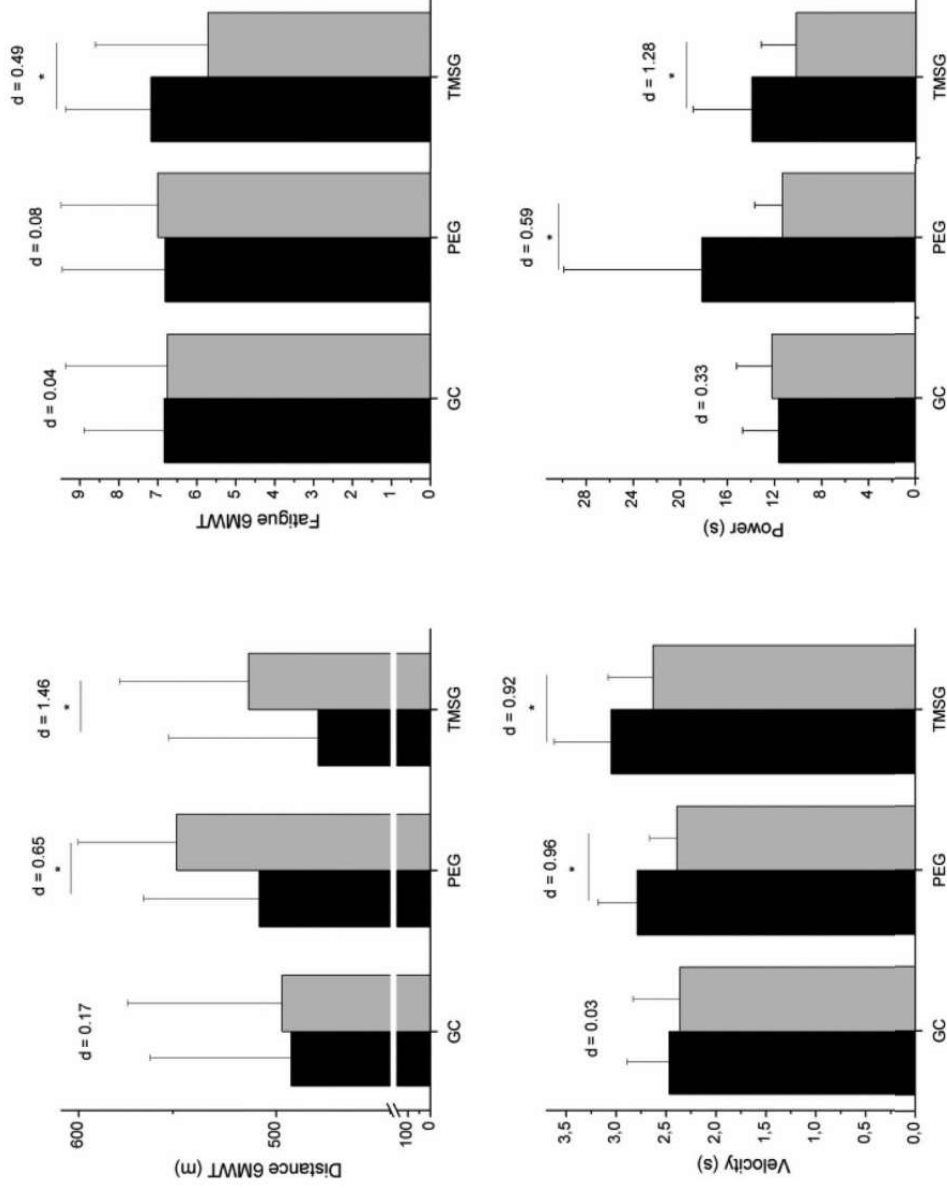 d = 0.17
d = 0.65
*
d = 1.46
*
600
500
100
0
Distance 6MWT (m)
GC
PEG
TMSG
d = 0.04
d = 0.08
d = 0.49
*
9
8
7
6
5
4
3
2
1
0
Fatigue 6MWT
GC
PEG
TMSG
d = 0.03
d = 0.96
*
d = 0.92
*
3,5
3,0
2,5
2,0
1,5
1,0
0,5
0,0
Velocity (s)
GC
PEG
TMSG
d = 0.33
d = 0.59
*
d = 1.28
*
28
24
20
16
12
8
4
0
Power (s)
GC
PEG
TMSG